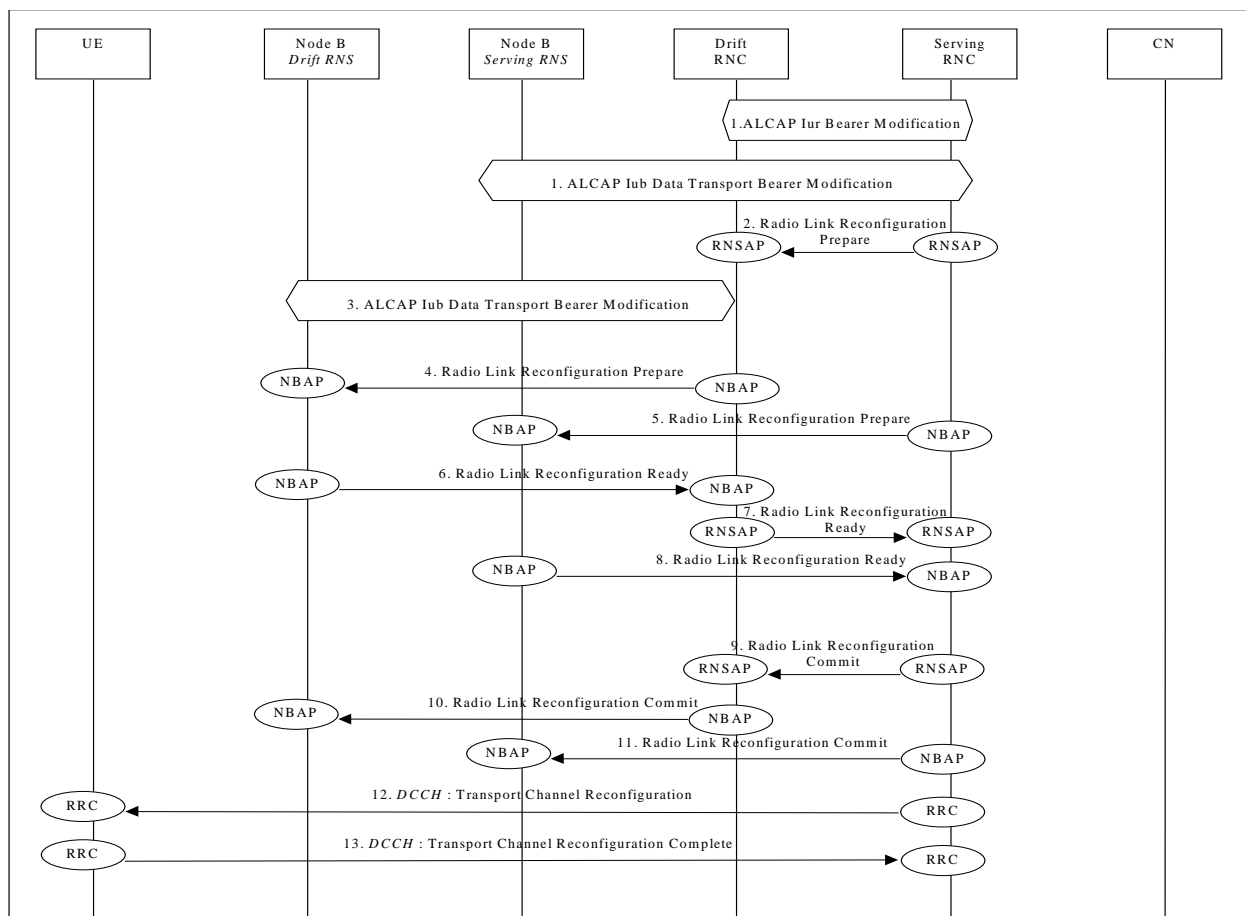 UE
Node B
Drift RNS
Node B
Serving RNS
Drift
RNC
Serving
RNC
CN
1.ALCAP Iur Bearer Modification
1. ALCAP Iub Data Transport Bearer Modification
2. Radio Link Reconfiguration
Prepare
RNSAP
RNSAP
3. ALCAP Iub Data Transport Bearer Modification
NBAP
4. Radio Link Reconfiguration Prepare
NBAP
NBAP
5. Radio Link Reconfiguration Prepare
NBAP
NBAP
6. Radio Link Reconfiguration Ready
NBAP
RNSAP
7. Radio Link Reconfiguration
Ready
RNSAP
NBAP
8. Radio Link Reconfiguration Ready
NBAP
9. Radio Link Reconfiguration
Commit
RNSAP
RNSAP
NBAP
10. Radio Link Reconfiguration Commit
NBAP
NBAP
11. Radio Link Reconfiguration Commit
NBAP
RRC
12. DCCH : Transport Channel Reconfiguration
RRC
RRC
13. DCCH : Transport Channel Reconfiguration Complete
RRC